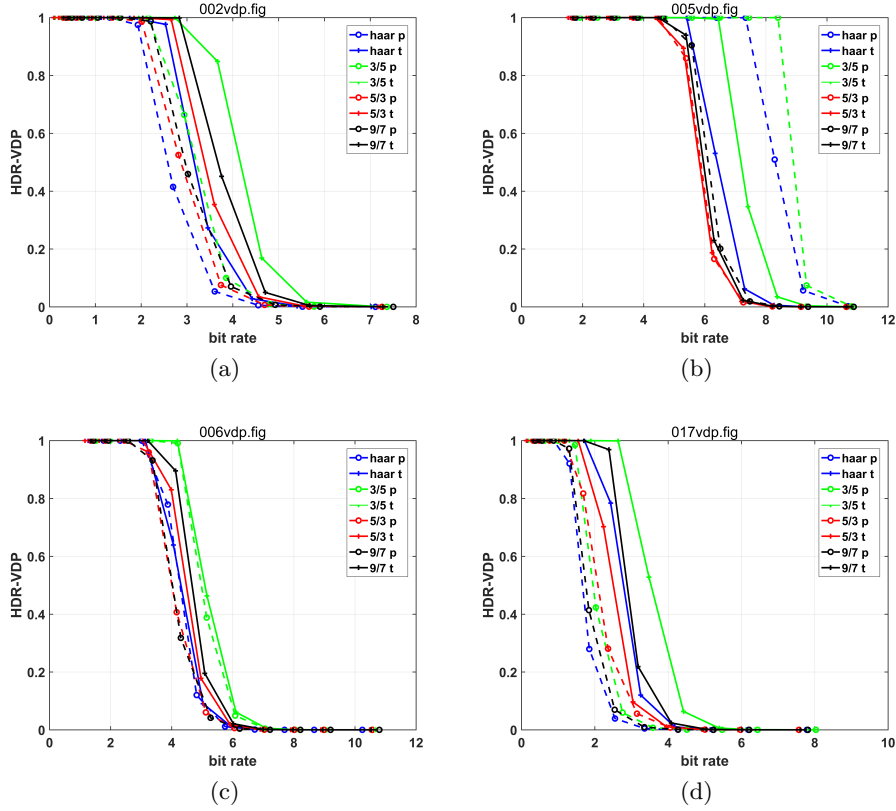 002vdp.fig
1
0.8
0.6
0.4
0.2
0
HDR-VDP
haar p
haar t
3/5 p
3/5 t
5/3 p
5/3 t
9/7 p
9/7 t
0 1 2 3 4 5 6 7 8
bit rate
(a)
005vdp.fig
1
0.8
0.6
0.4
0.2
0
HDR-VDP
haar p
haar t
3/5 p
3/5 t
5/3 p
5/3 t
9/7 p
9/7 t
0 2 4 6 8 10 12
bit rate
(b)
006vdp.fig
1
0.8
0.6
0.4
0.2
0
HDR-VDP
haar p
haar t
3/5 p
3/5 t
5/3 p
5/3 t
9/7 p
9/7 t
0 2 4 6 8 10 12
bit rate
(c)
017vdp.fig
1
0.8
0.6
0.4
0.2
0
HDR-VDP
haar p
haar t
3/5 p
3/5 t
5/3 p
5/3 t
9/7 p
9/7 t
0 2 4 6 8 10
bit rate
(d)